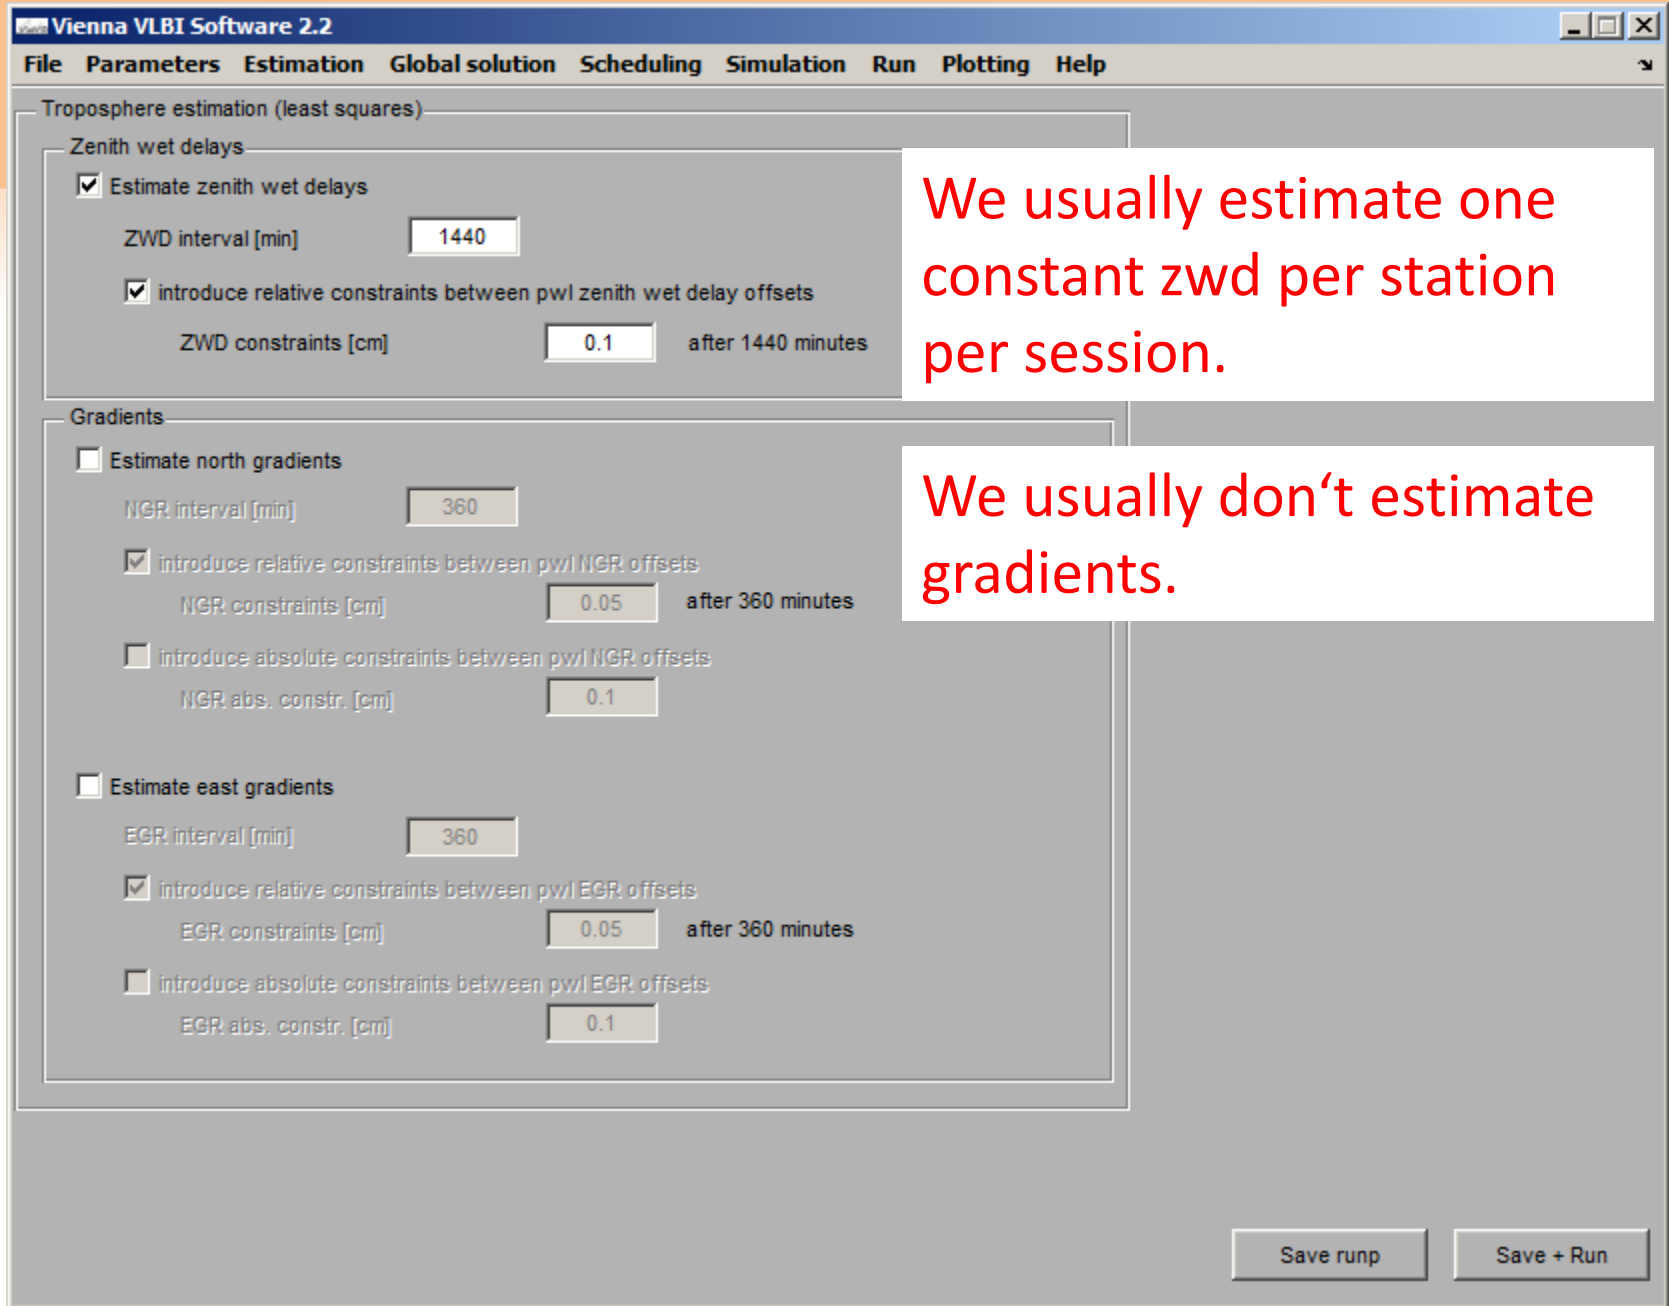 Vienna VLBI Software 2.2
File Parameters Estimation Global solution Scheduling Simulation Run Plotting Help
Troposphere estimation (least squares)
Zenith wet delays
Estimate zenith wet delays
ZWD interval [min] 1440
introduce relative constraints between pwl zenith wet delay offsets
ZWD constraints [cm] 0.1 after 1440 minutes
We usually estimate one
constant zwd per station
per session.
Gradients
Estimate north gradients
NGR interval [min] 360
introduce relative constraints between pwl NGR offsets
NGR constraints [cm] 0.05 after 360 minutes
introduce absolute constraints between pwl NGR offsets
NGR abs. constr. [cm] 0.1
We usually don‘t estimate
gradients.
Estimate east gradients
EGR interval [min] 360
introduce relative constraints between pwl EGR offsets
EGR constraints [cm] 0.05 after 360 minutes
introduce absolute constraints between pwl EGR offsets
EGR abs. constr. [cm] 0.1
Save runp Save + Run